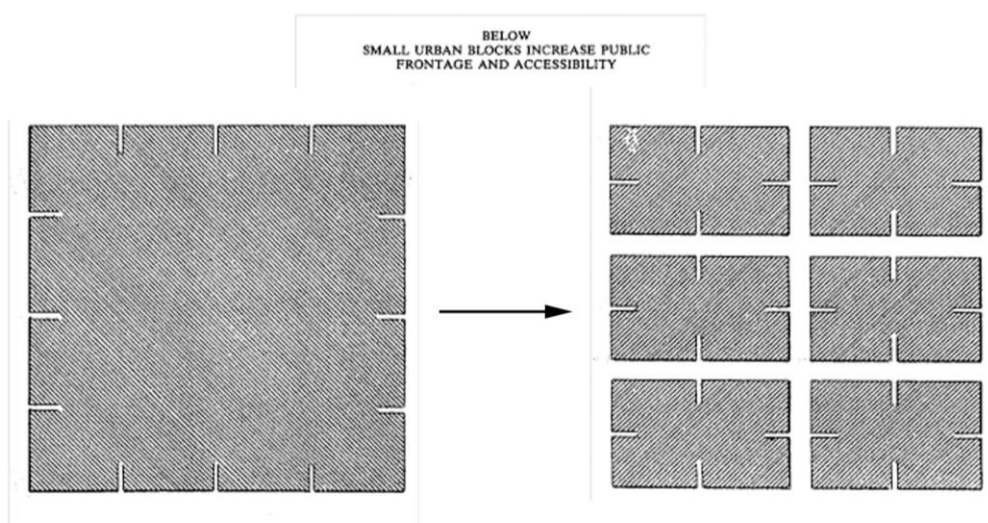 BELOW
SMALL URBAN BLOCKS INCREASE PUBLIC
FRONTAGE AND ACCESSIBILITY